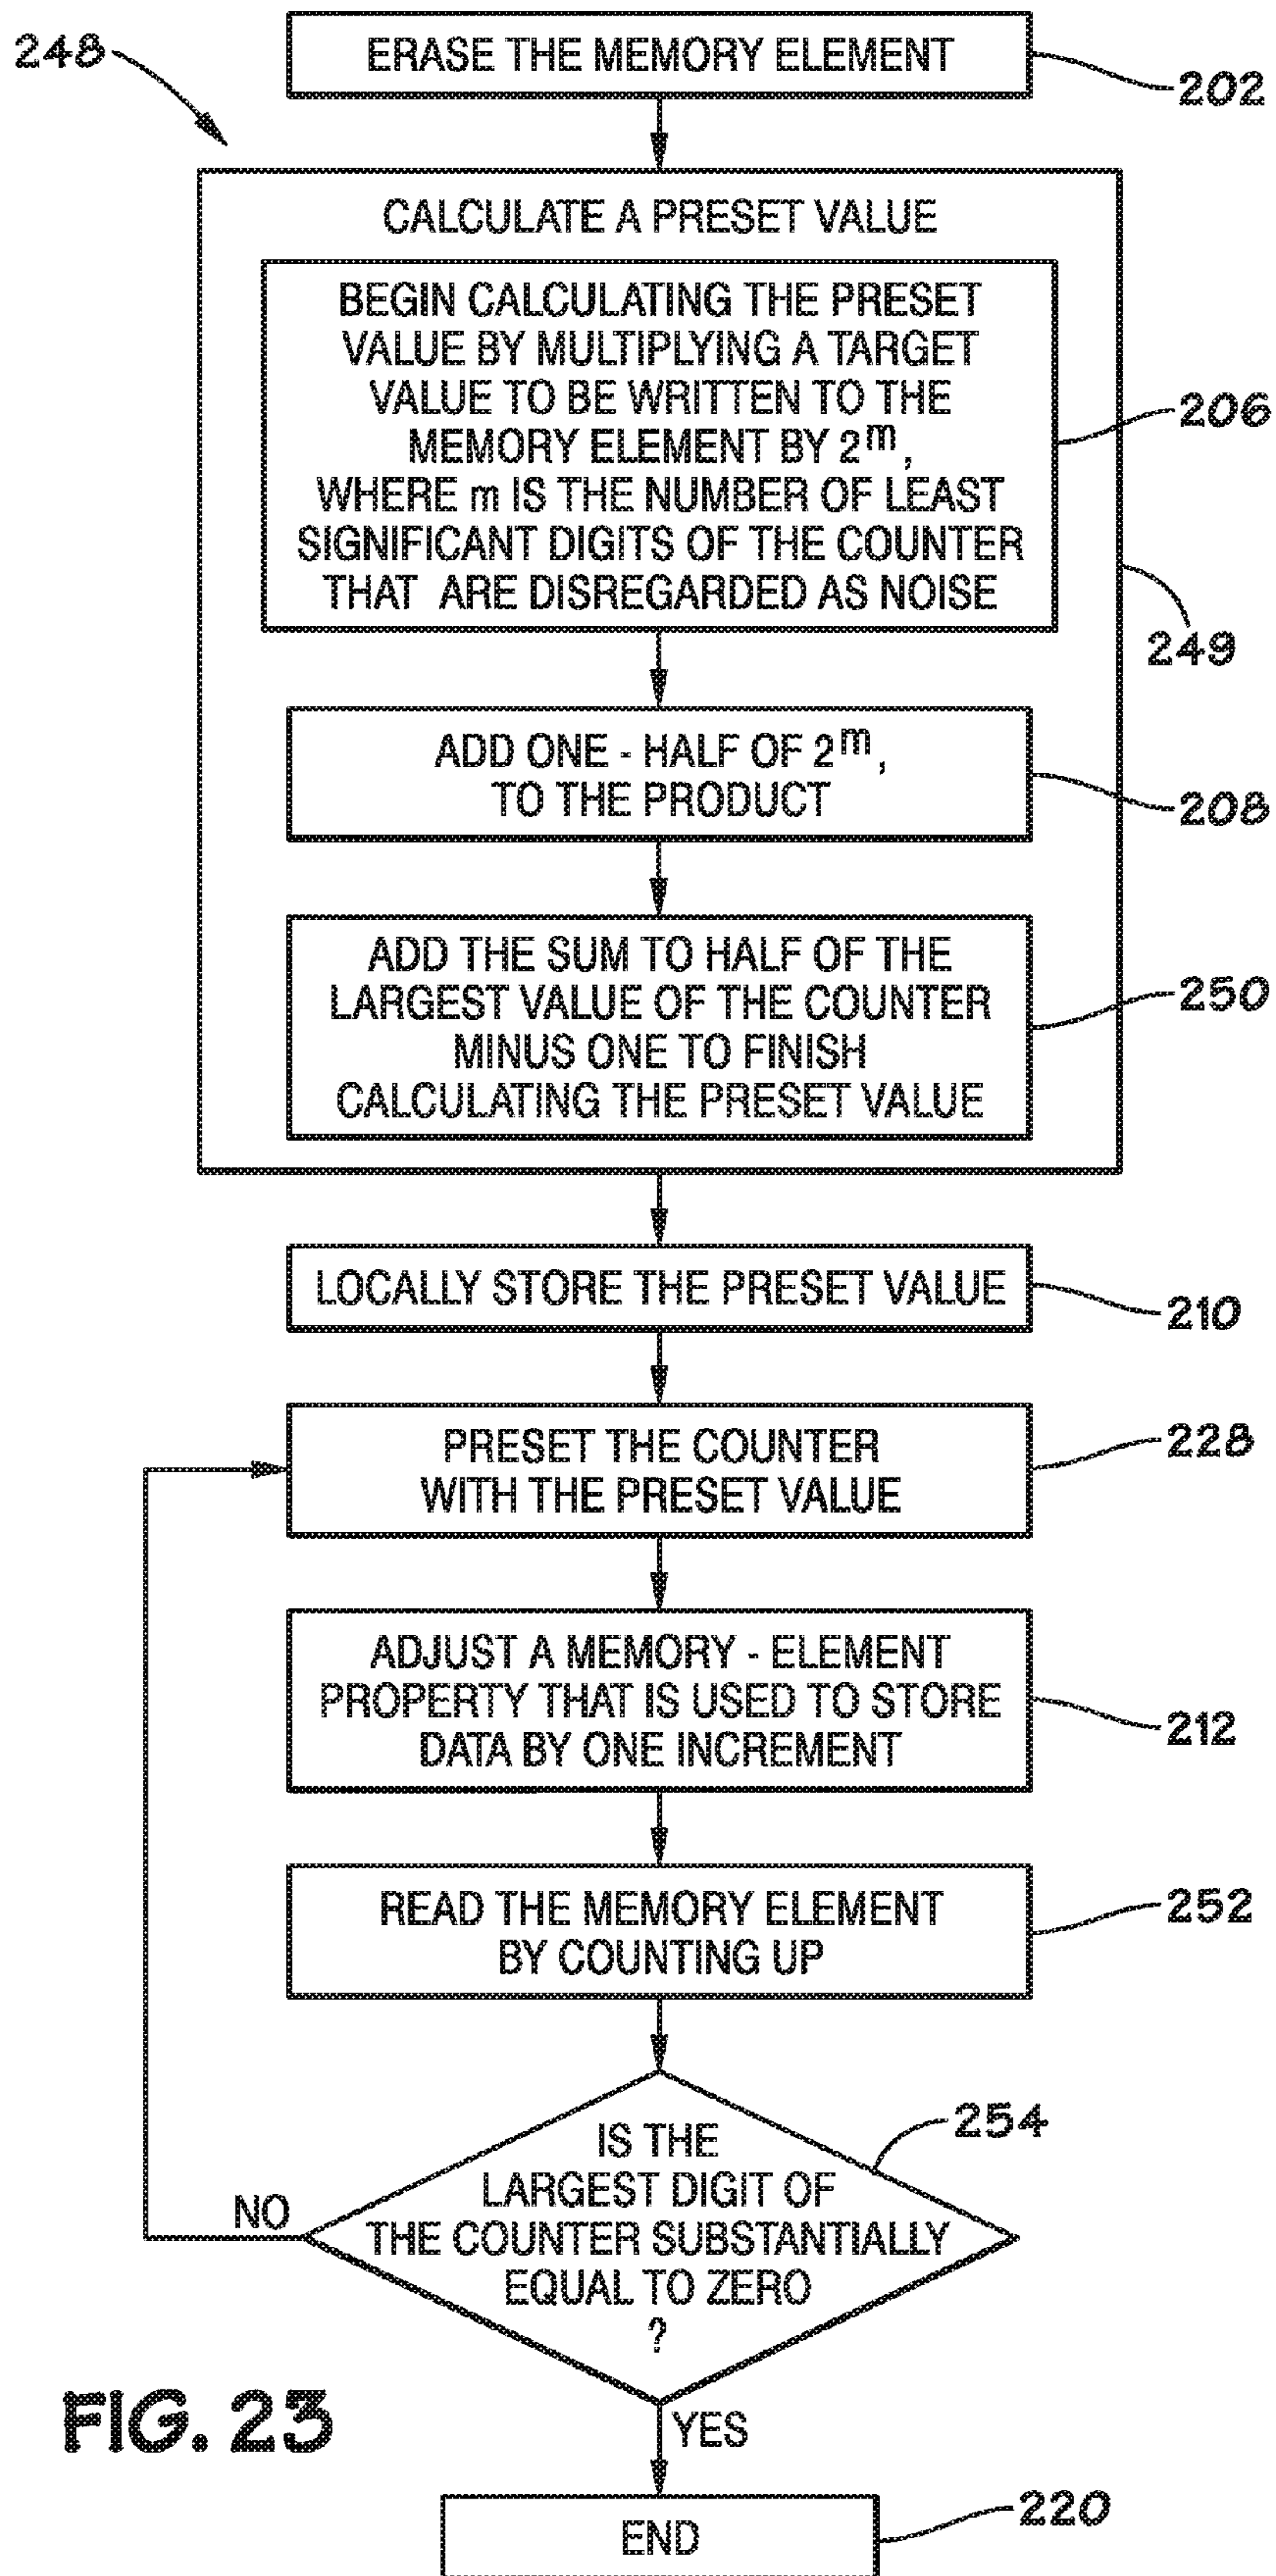 248
ERASE THE MEMORY ELEMENT
202
CALCULATE A PRESET VALUE
BEGIN CALCULATING THE PRESET
VALUE BY MULTIPLYING A TARGET
VALUE TO BE WRITTEN TO THE
MEMORY ELEMENT BY 2^m,
WHERE m IS THE NUMBER OF LEAST
SIGNIFICANT DIGITS OF THE COUNTER
THAT ARE DISREGARDED AS NOISE
206
249
ADD ONE - HALF OF 2^m,
TO THE PRODUCT
208
ADD THE SUM TO HALF OF THE
LARGEST VALUE OF THE COUNTER
MINUS ONE TO FINISH
CALCULATING THE PRESET VALUE
250
LOCALLY STORE THE PRESET VALUE
210
PRESET THE COUNTER
WITH THE PRESET VALUE
228
ADJUST A MEMORY - ELEMENT
PROPERTY THAT IS USED TO STORE
DATA BY ONE INCREMENT
212
READ THE MEMORY ELEMENT
BY COUNTING UP
252
IS THE
LARGEST DIGIT OF
THE COUNTER SUBSTANTIALLY
EQUAL TO ZERO
?
254
NO
YES
FIG. 23
END
220